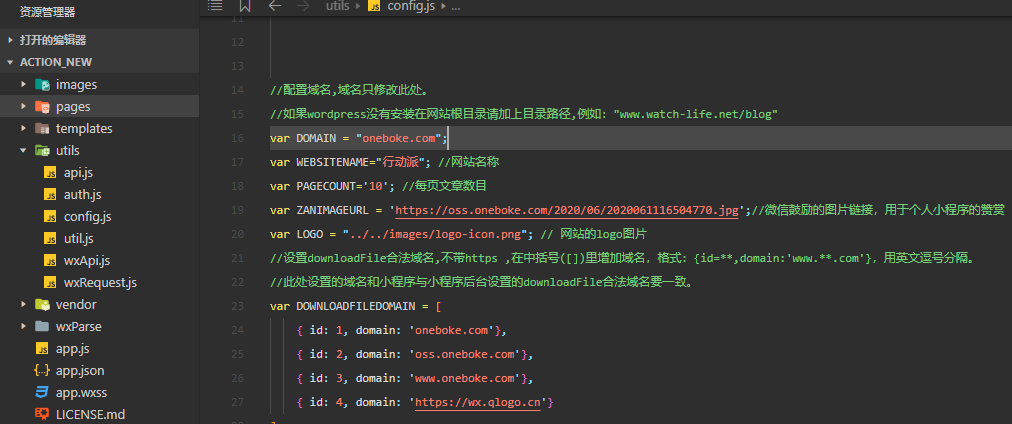 资源管理器
打开的编辑器
ACTION_NEW
images
pages
templates
utils
api.js
auth.js
config.js
util.js
wxApi.js
wxRequest.js
vendor
wxParse
app.js
app.json
app.wxss
LICENSE.md
utils config.js ...
11
12
13
14 //配置域名,域名只修改此处。
15 //如果wordpress没有安装在网站根目录请加上目录路径,例如: "www.watch-life.net/blog"
16 var DOMAIN = "oneboke.com";
17 var WEBSITENAME="行动派"; //网站名称
18 var PAGECOUNT='10'; //每页文章数目
19 var ZANIMAGEURL = 'https://oss.oneboke.com/2020/06/2020061116504770.jpg';//微信鼓励的图片链接, 用于个人小程序的赞赏
20 var LOGO = "../../images/logo-icon.png"; // 网站的logo图片
21 //设置downloadFile合法域名,不带https ,在中括号([])里增加域名, 格式: {id=**,domain:'www.**.com'}, 用英文逗号分隔。
22 //此处设置的域名和小程序与小程序后台设置的downloadFile合法域名要一致。
23 var DOWNLOADFILEDOMAIN = [
24 { id: 1, domain: 'oneboke.com'},
25 { id: 2, domain: 'oss.oneboke.com'},
26 { id: 3, domain: 'www.oneboke.com'},
27 { id: 4, domain: 'https://wx.qlogo.cn'}